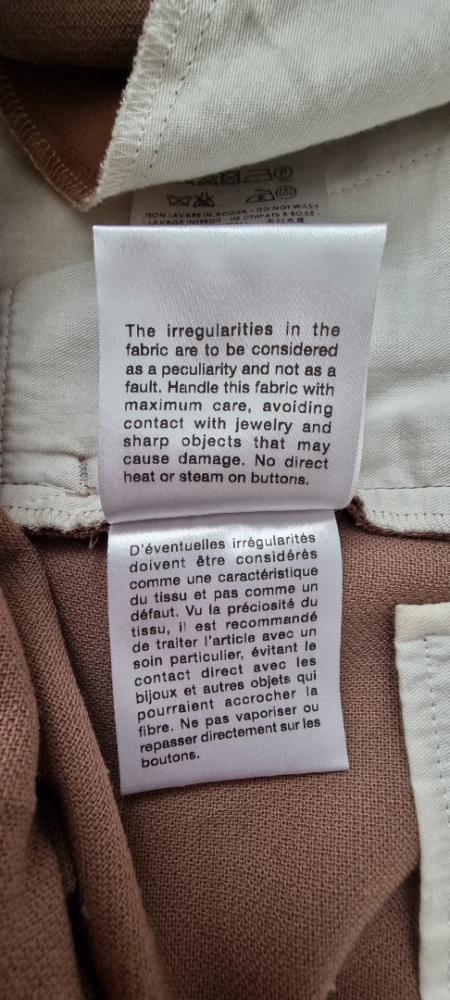 NON LAVARE IN ACQUA - DO NOT WASH
- LAVAGE INTERDIT - НЕ СТИРАТЬ В ВОДЕ -
The irregularities in the
fabric are to be considered
as a peculiarity and not as a
fault. Handle this fabric with
maximum care, avoiding
contact with jewelry and
sharp objects that may
cause damage. No direct
heat or steam on buttons.
D'éventuelles irrégularités
doivent être considérés
comme une caractéristique
du tissu et pas comme un
défaut. Vu la préciosité du
tissu, il est recommandé
de traiter l'article avec un
soin particulier, évitant le
contact direct avec les
bijoux et autres objets qui
pourraient accrocher la
fibre. Ne pas vaporiser ou
repasser directement sur les
boutons.